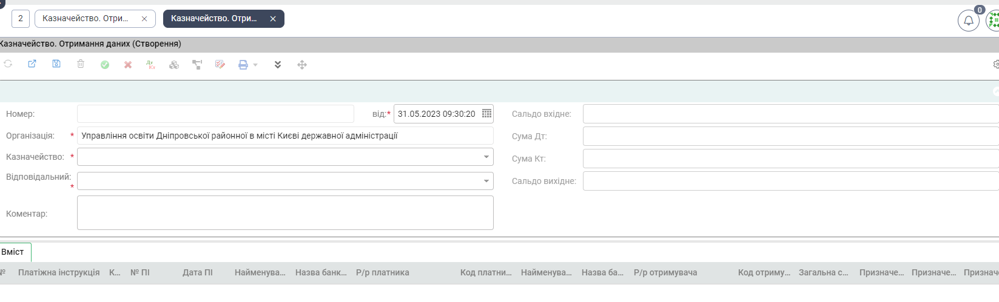 2 Казначейство. Отри... Казначейство. Отри... 0
Казначейство. Отримання даних (Створення)
Дт
Кт
Номер: від:* 31.05.2023 09:30:20 Сальдо вхідне:
Організація: * Управління освіти Дніпровської районної в місті Києві державної адміністрації Сума Дт:
Казначейство: * Сума Кт:
Відповідальний: * Сальдо вихідне:
Коментар:
Вміст
№ Платіжна інструкція К... № ПІ Дата ПІ Найменува... Назва банк... Р/р платника Код платни... Найменува... Назва ба... Р/р отримувача Код отриму... Загальна с... Призначе... Призначе... Призначе